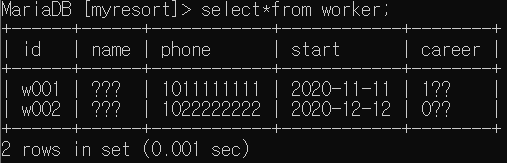 MariaDB [myresort]> select*from worker;
+------+------+------------+------------+--------+
| id | name | phone | start | career |
+------+------+------------+------------+--------+
| w001 | ??? | 1011111111 | 2020-11-11 | 1?? |
| w002 | ??? | 1022222222 | 2020-12-12 | 0?? |
+------+------+------------+------------+--------+
2 rows in set (0.001 sec)